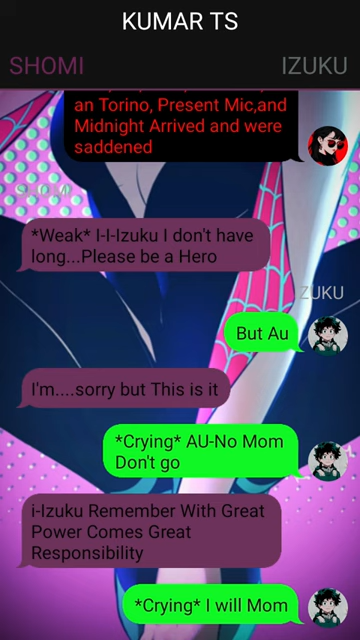 KUMAR TS
SHOMI IZUKU
an Torino, Present Mic,and
Midnight Arrived and were
saddened
SHOMI
*Weak* I-I-Izuku I don't have
long...Please be a Hero
IZUKU
But Au
I'm....sorry but This is it
*Crying* AU-No Mom
Don't go
i-Izuku Remember With Great
Power Comes Great
Responsibility
*Crying* I will Mom